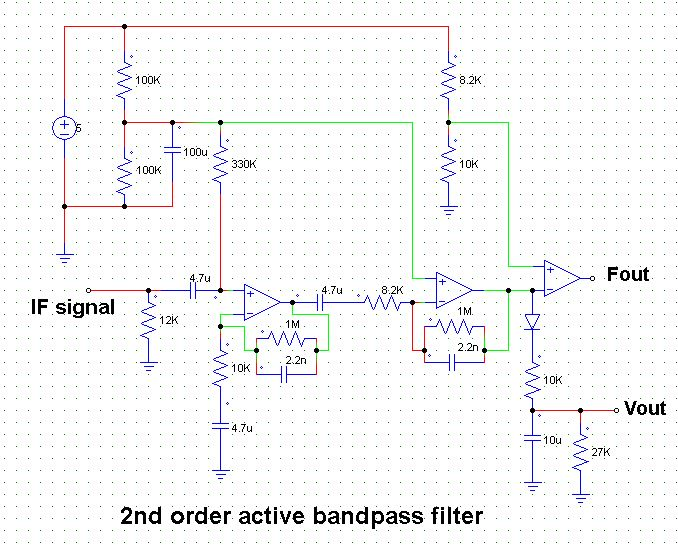 100K
8.2K
5
100u
100K
330K
10K
4.7u
+
-
4.7u
8.2K
+
-
+
-
Fout
IF signal
12K
1M
2.2n
1M
2.2n
10K
10K
4.7u
Vout
10u
27K
2nd order active bandpass filter